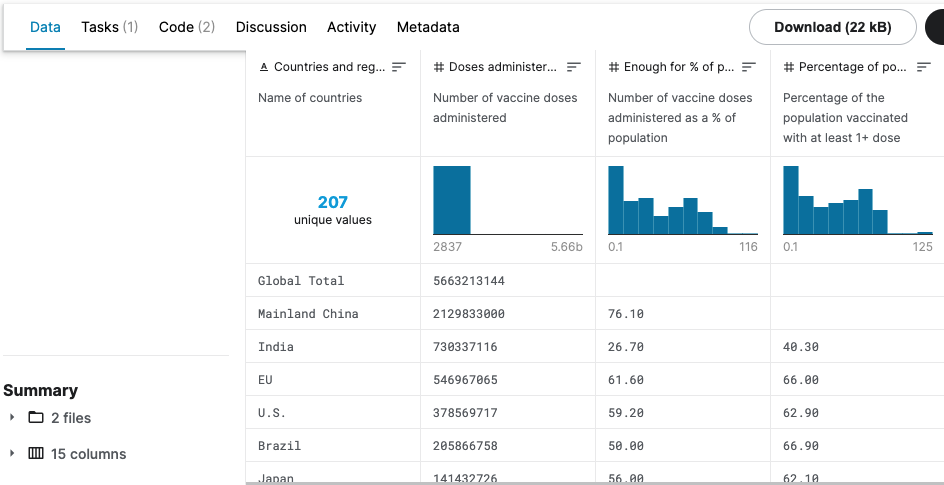 Data Tasks (1) Code (2) Discussion Activity Metadata Download (22 kB)
A Countries and reg... # Doses administer... # Enough for % of p... # Percentage of po...
Name of countries
Number of vaccine doses
administered
Number of vaccine doses
administered as a % of
population
Percentage of the
population vaccinated
with at least 1+ dose
207
unique values
2837 5.66b
0.1 116
0.1 125
Global Total 5663213144
Mainland China 2129833000 76.10
India 730337116 26.70 40.30
EU 546967065 61.60 66.00
U.S. 378569717 59.20 62.90
Brazil 205866758 50.00 66.90
Japan 141432726 56.00 62.10
Summary
2 files
15 columns